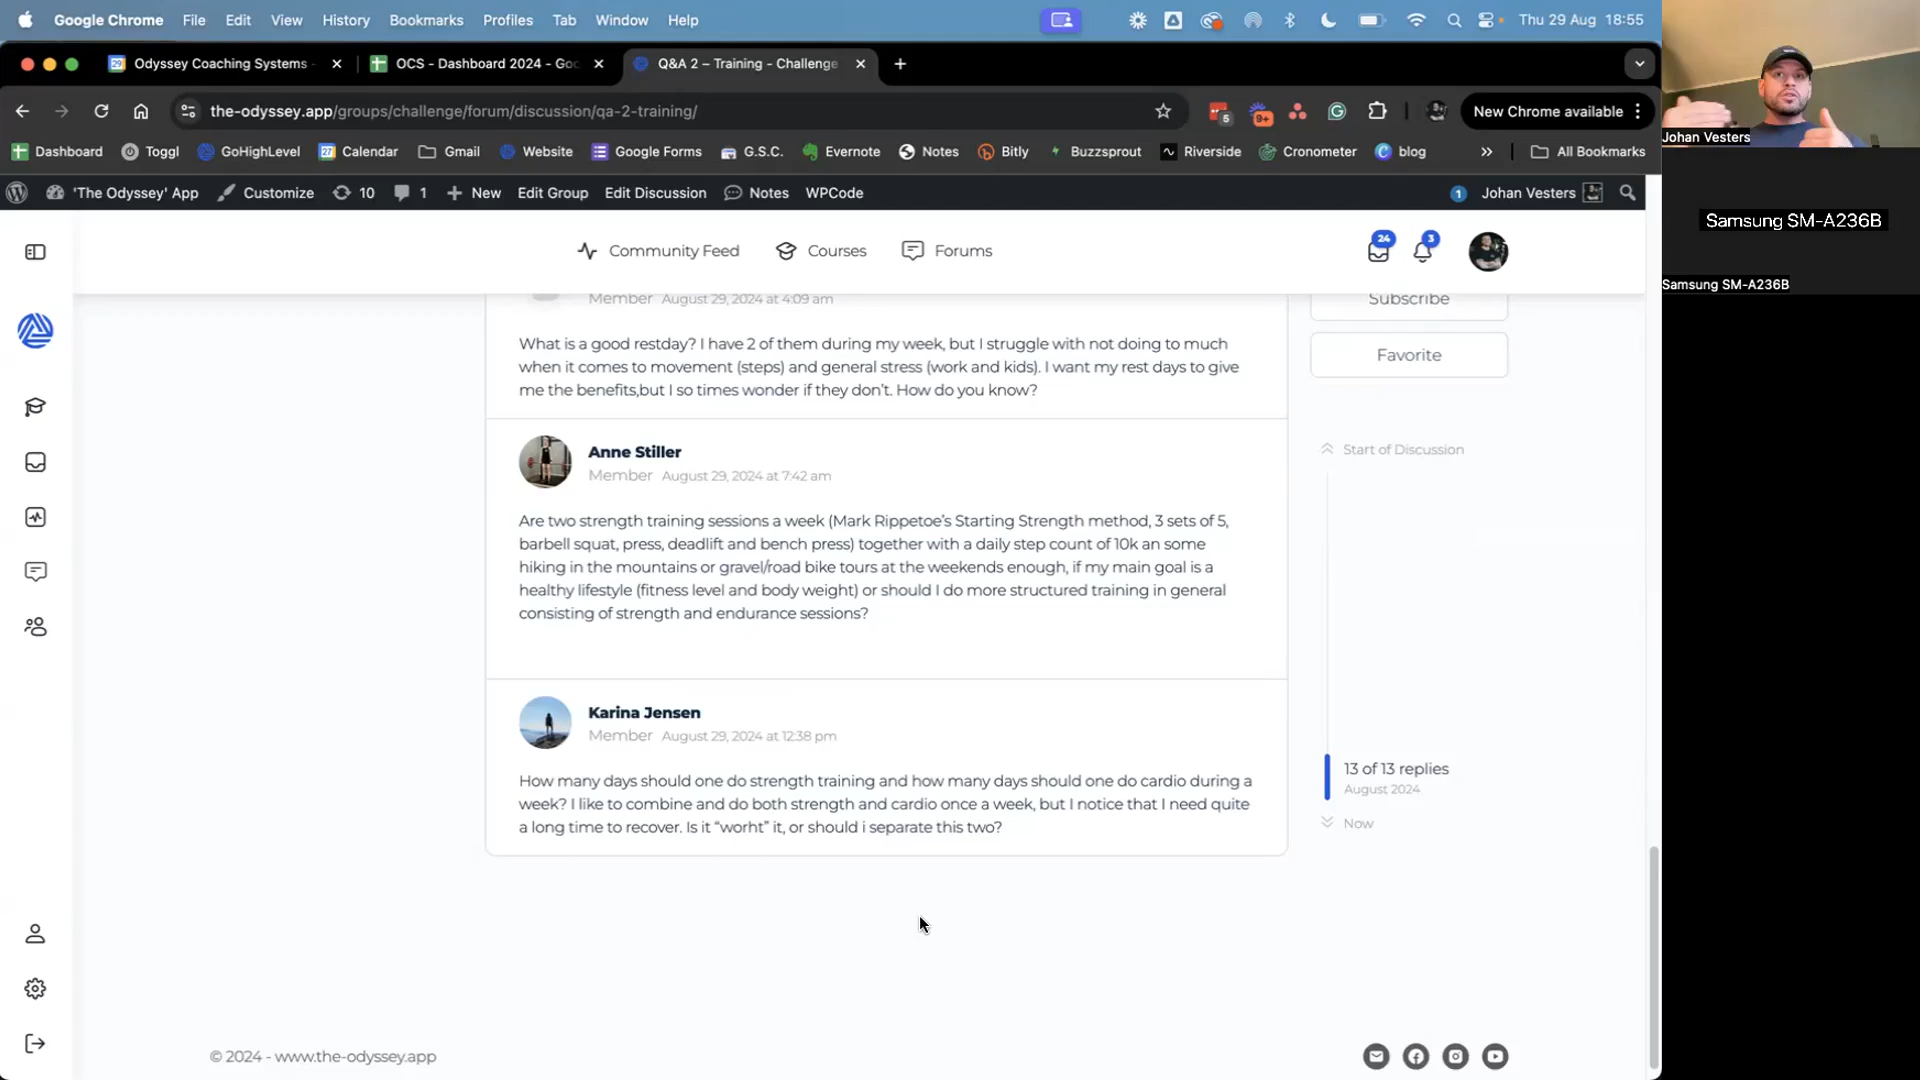 Google Chrome File Edit View History Bookmarks Profiles Tab Window Help Thu 29 Aug 18:55
29 Odyssey Coaching Systems - OCS - Dashboard 2024 - Goo Q&A 2 – Training - Challenge
the-odyssey.app/groups/challenge/forum/discussion/qa-2-training/ 5 9+ New Chrome available
Dashboard Toggl GoHighLevel 27 Calendar Gmail Website Google Forms G.S.C. Evernote Notes Bitly Buzzsprout Riverside Cronometer blog » All Bookmarks
'The Odyssey' App Customize 10 1 New Edit Group Edit Discussion Notes WPCode 1 Johan Vesters
Community Feed Courses Forums 24 3
Member August 29, 2024 at 4:09 am
What is a good restday? I have 2 of them during my week, but I struggle with not doing to much
when it comes to movement (steps) and general stress (work and kids). I want my rest days to give
me the benefits,but I so times wonder if they don't. How do you know?
Anne Stiller
Member August 29, 2024 at 7:42 am
Are two strength training sessions a week (Mark Rippetoe's Starting Strength method, 3 sets of 5,
barbell squat, press, deadlift and bench press) together with a daily step count of 10k an some
hiking in the mountains or gravel/road bike tours at the weekends enough, if my main goal is a
healthy lifestyle (fitness level and body weight) or should I do more structured training in general
consisting of strength and endurance sessions?
Karina Jensen
Member August 29, 2024 at 12:38 pm
How many days should one do strength training and how many days should one do cardio during a
week? I like to combine and do both strength and cardio once a week, but I notice that I need quite
a long time to recover. Is it “worht” it, or should i separate this two?
Subscribe
Favorite
Start of Discussion
13 of 13 replies
August 2024
Now
© 2024 - www.the-odyssey.app
Johan Vesters
Samsung SM-A236B
Samsung SM-A236B